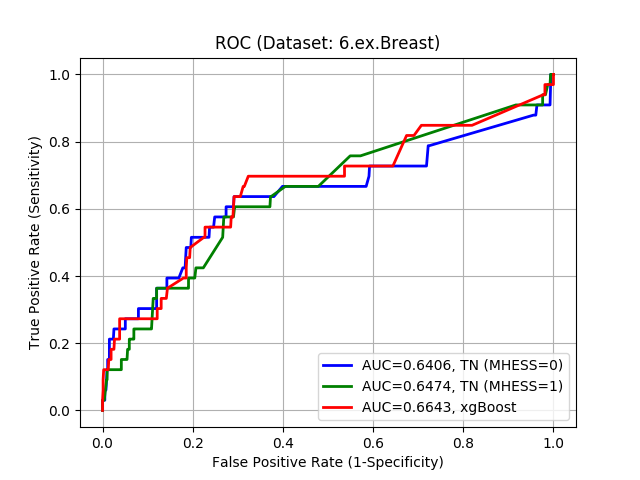 ROC (Dataset: 6.ex.Breast)
True Positive Rate (Sensitivity)
1.0
0.8
0.6
0.4
0.2
0.0
AUC=0.6406, TN (MHESS=0)
AUC=0.6474, TN (MHESS=1)
AUC=0.6643, xgBoost
0.0 0.2 0.4 0.6 0.8 1.0
False Positive Rate (1-Specificity)